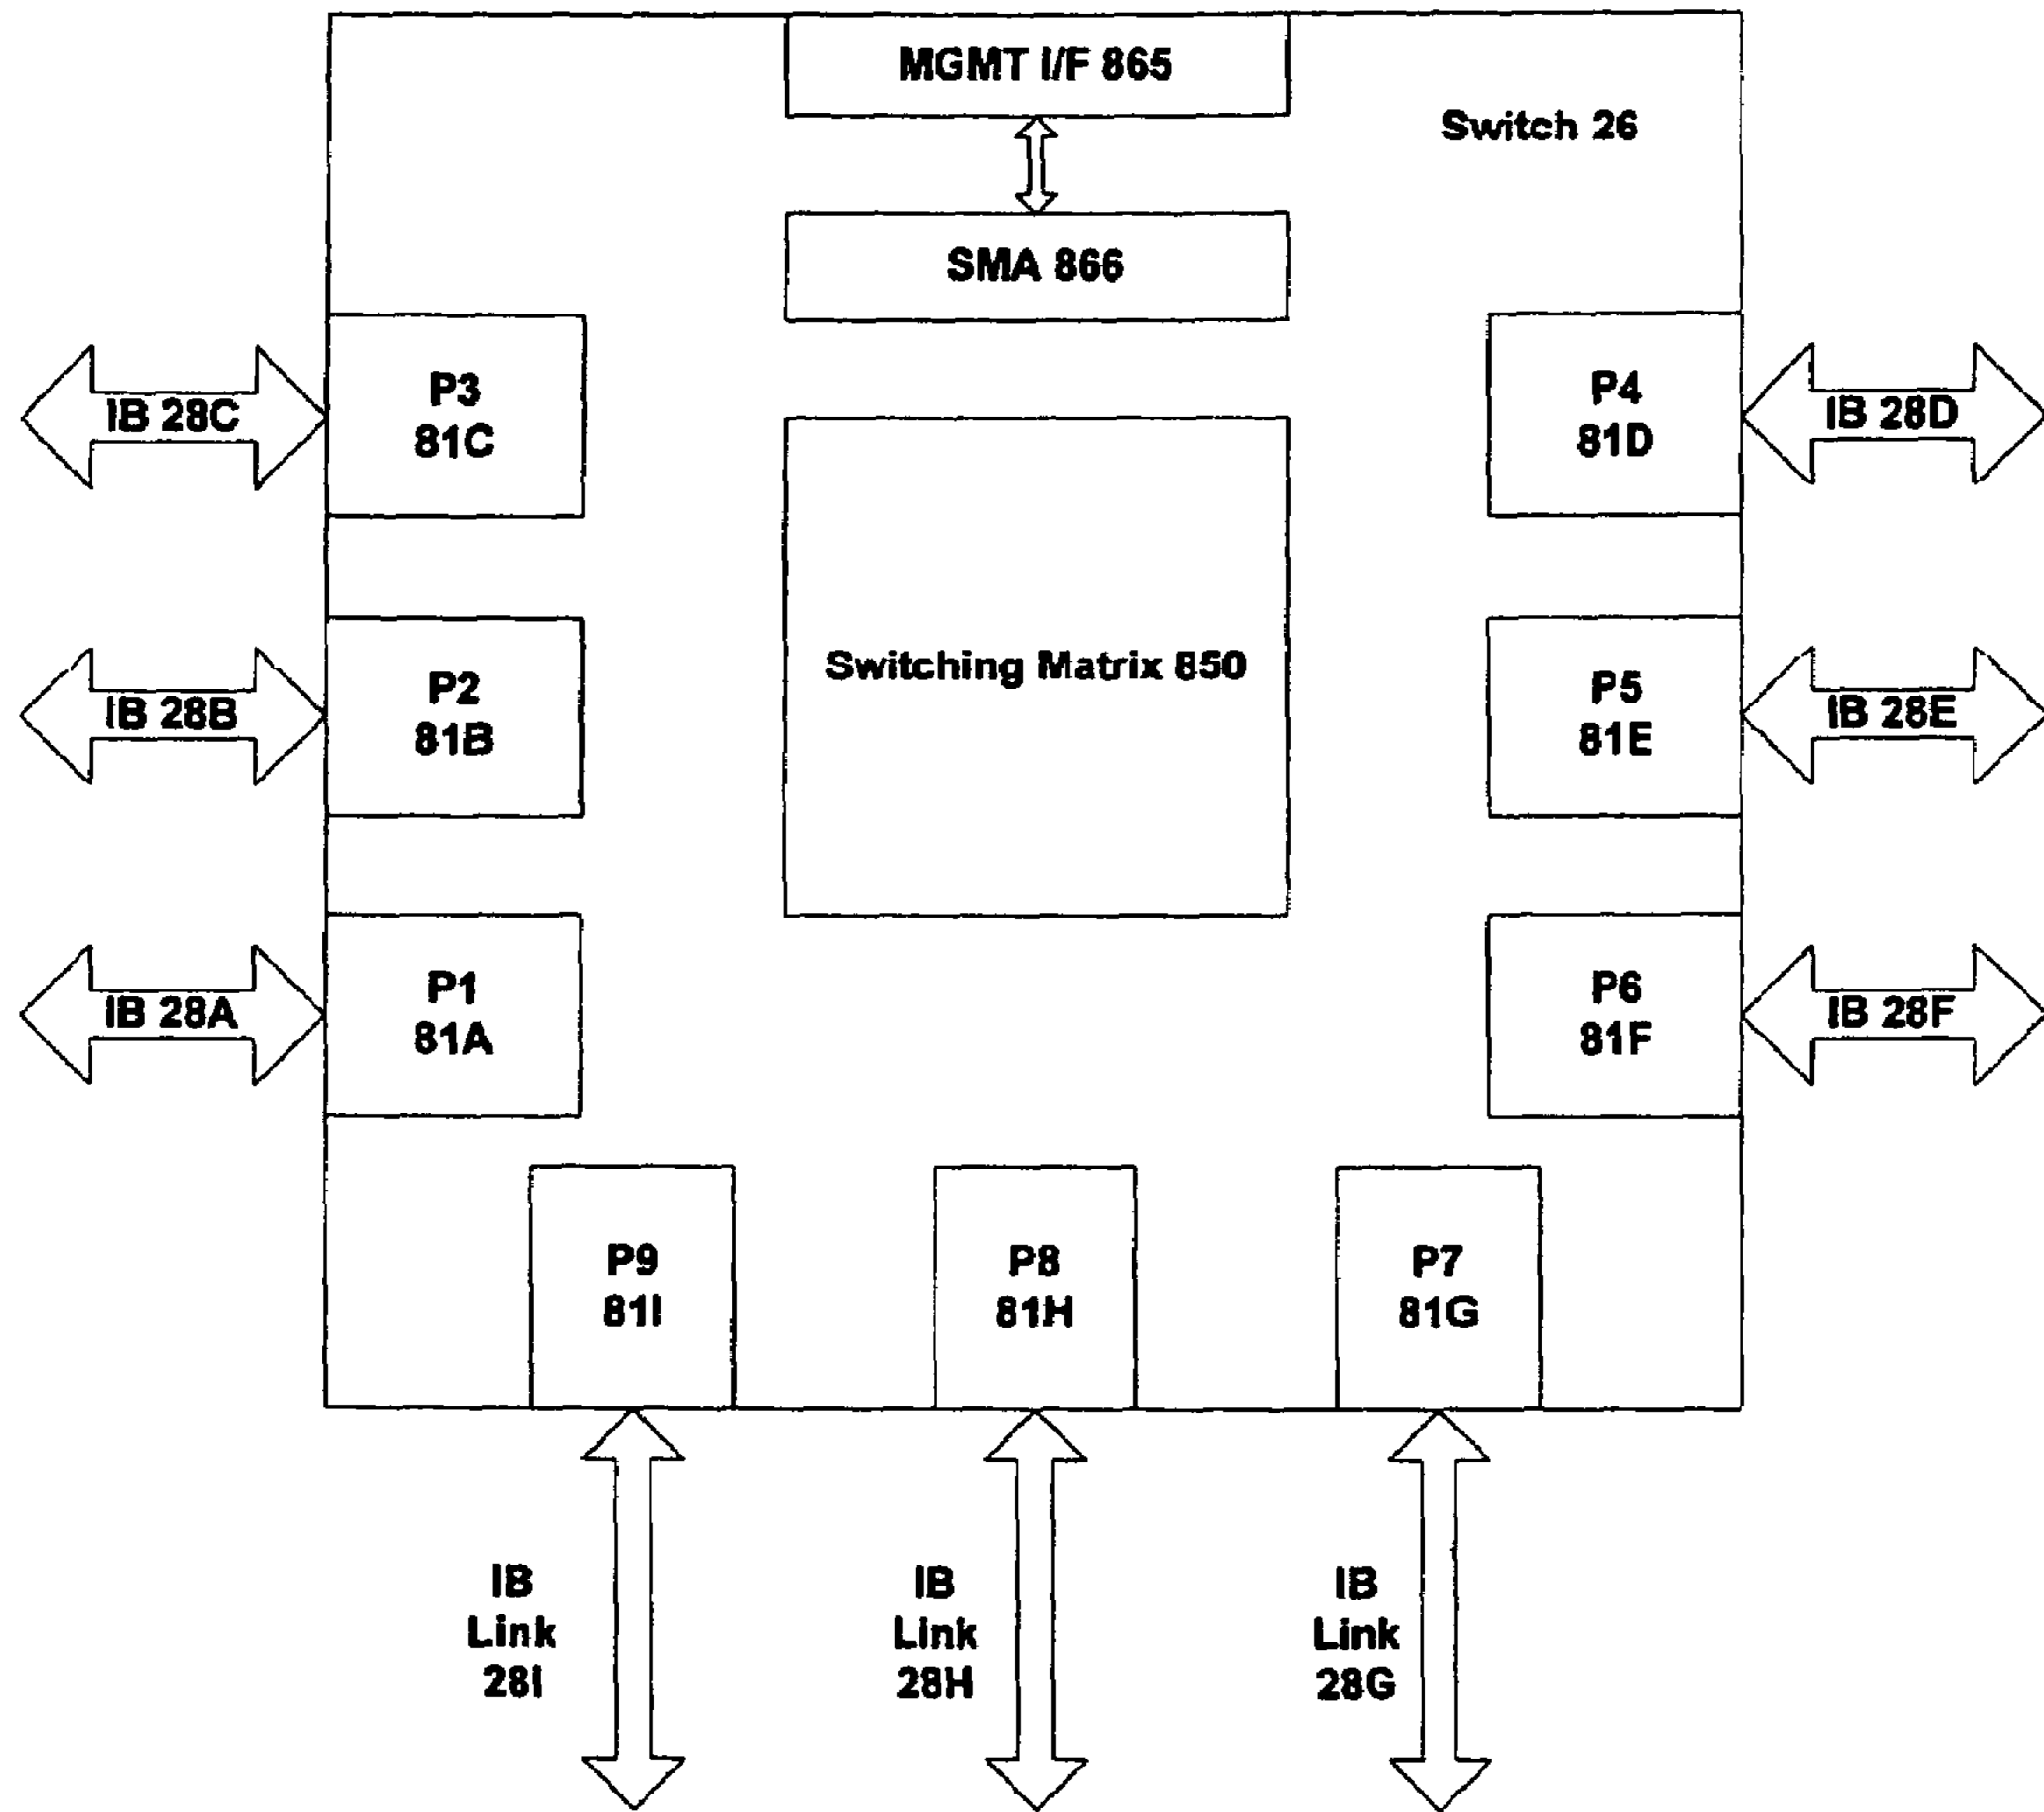 MGMT I/F 865
Switch 26
SMA 866
IB 28C
P3
81C
P4
81D
IB 28D
IB 28B
P2
81B
Switching Matrix 850
P5
81E
IB 28E
IB 28A
P1
81A
P6
81F
IB 28F
P9
81I
P8
81H
P7
81G
IB
Link
28I
IB
Link
28H
IB
Link
28G